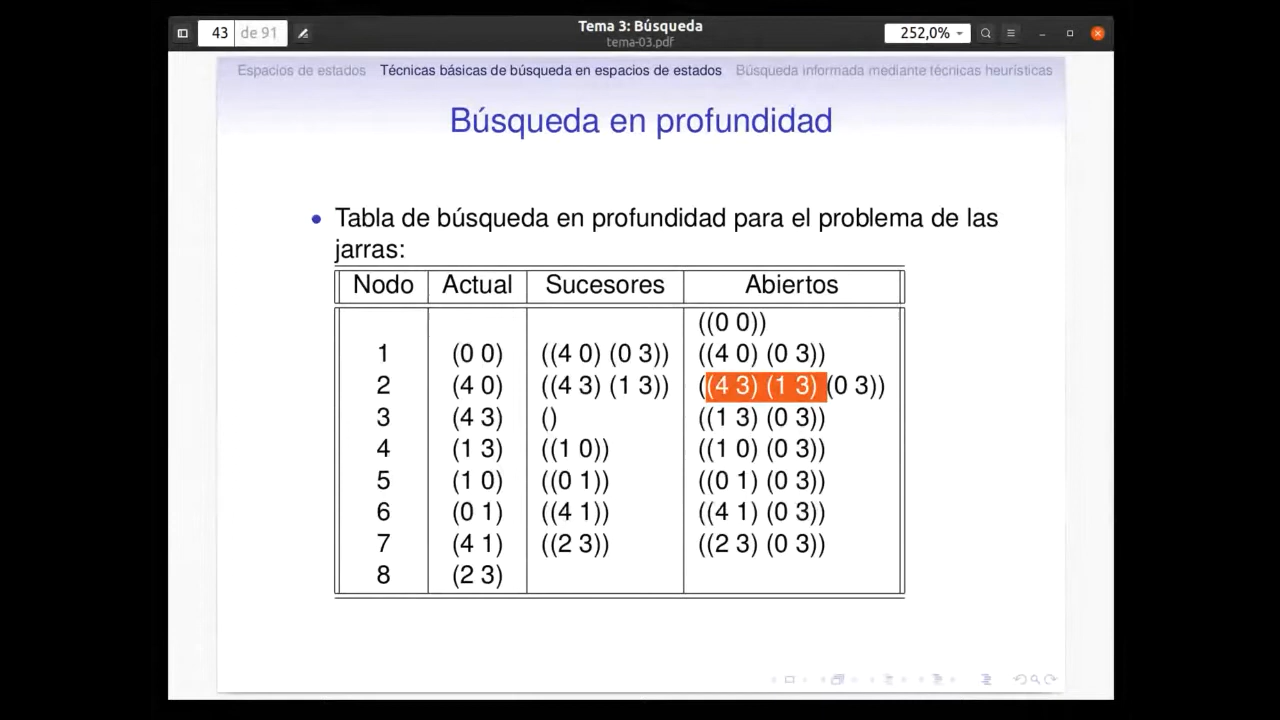 43 de 91
Tema 3: Búsqueda
tema-03.pdf
252,0%
Espacios de estados Técnicas básicas de búsqueda en espacios de estados Búsqueda informada mediante técnicas heurísticas
Búsqueda en profundidad
• Tabla de búsqueda en profundidad para el problema de las
jarras:
Nodo Actual Sucesores Abiertos
((0 0))
1 (0 0) ((4 0) (0 3)) ((4 0) (0 3))
2 (4 0) ((4 3) (1 3)) ((4 3) (1 3) (0 3))
3 (4 3) () ((1 3) (0 3))
4 (1 3) ((1 0)) ((1 0) (0 3))
5 (1 0) ((0 1)) ((0 1) (0 3))
6 (0 1) ((4 1)) ((4 1) (0 3))
7 (4 1) ((2 3)) ((2 3) (0 3))
8 (2 3)